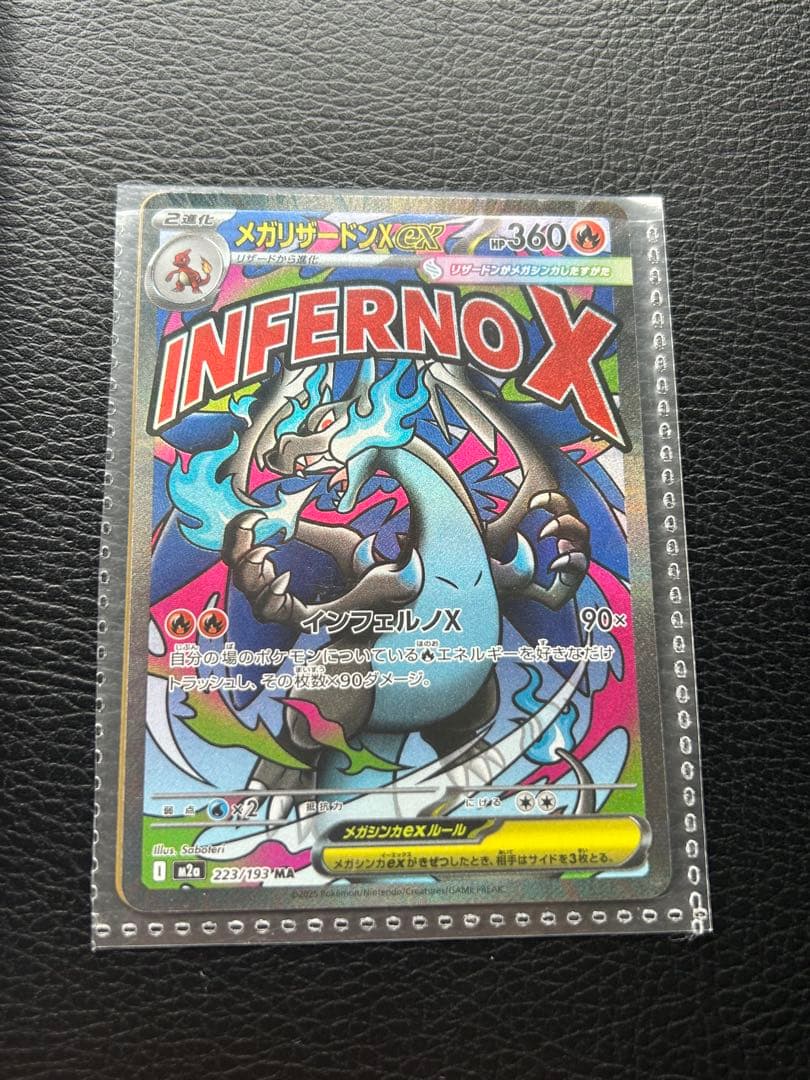 2進化
メガリザードンXex HP360
リザードから進化
リザードンがメガシンカしたすがた
INFERNO X
インフェルノX 90×
自分の場のポケモンについているエネルギーを好きなだけ
トラッシュし、その枚数×90ダメージ。
弱点 ×2 抵抗力 にげる
Illus. Saboteri
メガシンカexルール
メガシンカexがきぜつしたとき、相手はサイドを3枚とる。
I m2a 223/193 MA
©2025 Pokémon/Nintendo/Creatures/GAME FREAK.